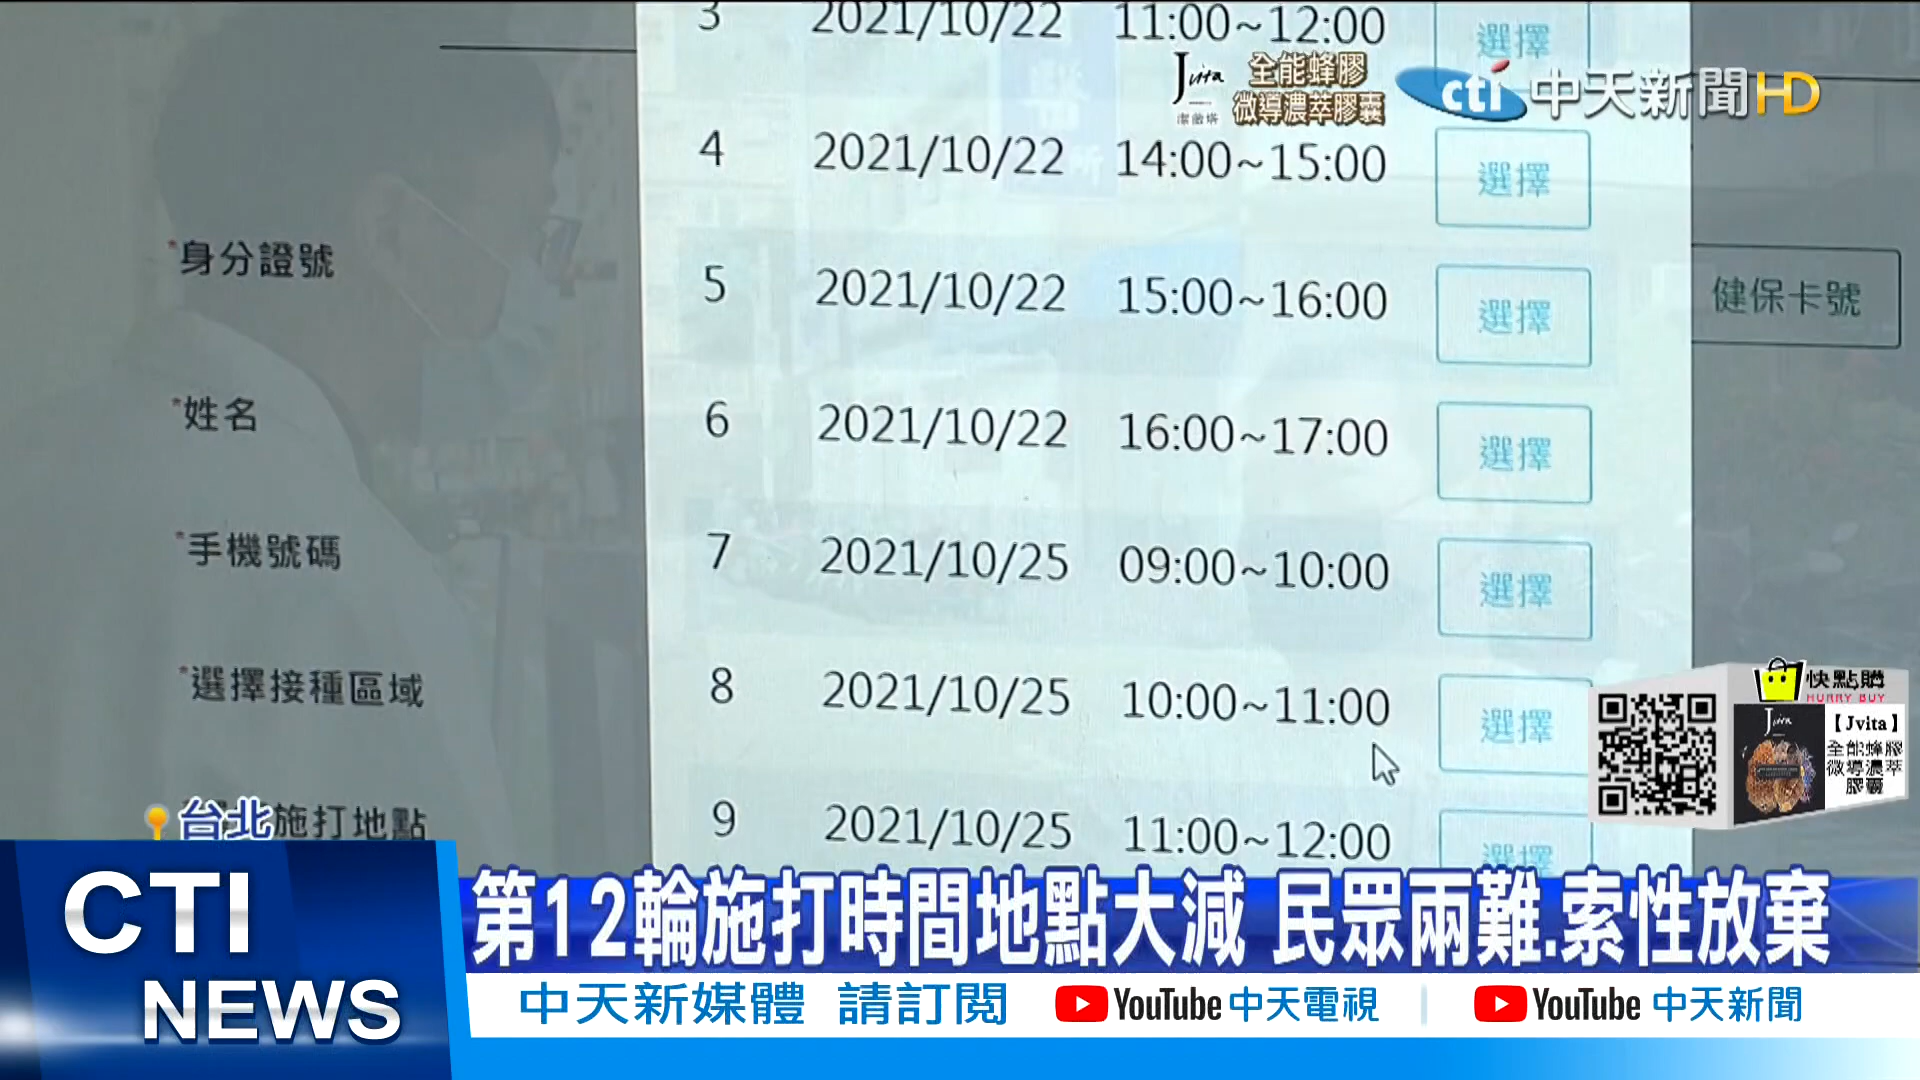 3 2021/10/22 11:00~12:00 選擇
Jvita 全能蜂膠
微導濃萃膠囊
cti 中天新聞HD
4 2021/10/22 14:00~15:00 選擇
*身分證號
5 2021/10/22 15:00~16:00 選擇
健保卡號
*姓名
6 2021/10/22 16:00~17:00 選擇
*手機號碼
7 2021/10/25 09:00~10:00 選擇
*選擇接種區域
8 2021/10/25 10:00~11:00 選擇
快點購
HURRY BUY
Jvita
【Jvita】
全能蜂膠
微導濃萃
膠囊
台北
施打地點
9 2021/10/25 11:00~12:00 選擇
CTI
NEWS
第12輪施打時間地點大減 民眾兩難.索性放棄
中天新媒體 請訂閱 YouTube 中天電視 YouTube 中天新聞